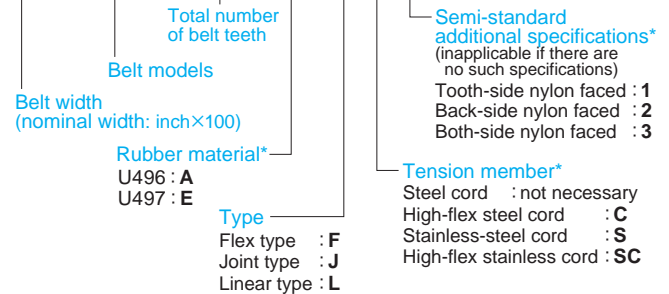 Total number
of belt teeth
Belt models
Belt width
(nominal width: inch×100)
Rubber material*
U496 : A
U497 : E
Type
Flex type : F
Joint type : J
Linear type : L
Semi-standard
additional specifications*
(inapplicable if there are
no such specifications)
Tooth-side nylon faced : 1
Back-side nylon faced : 2
Both-side nylon faced : 3
Tension member*
Steel cord : not necessary
High-flex steel cord : C
Stainless-steel cord : S
High-flex stainless cord : SC